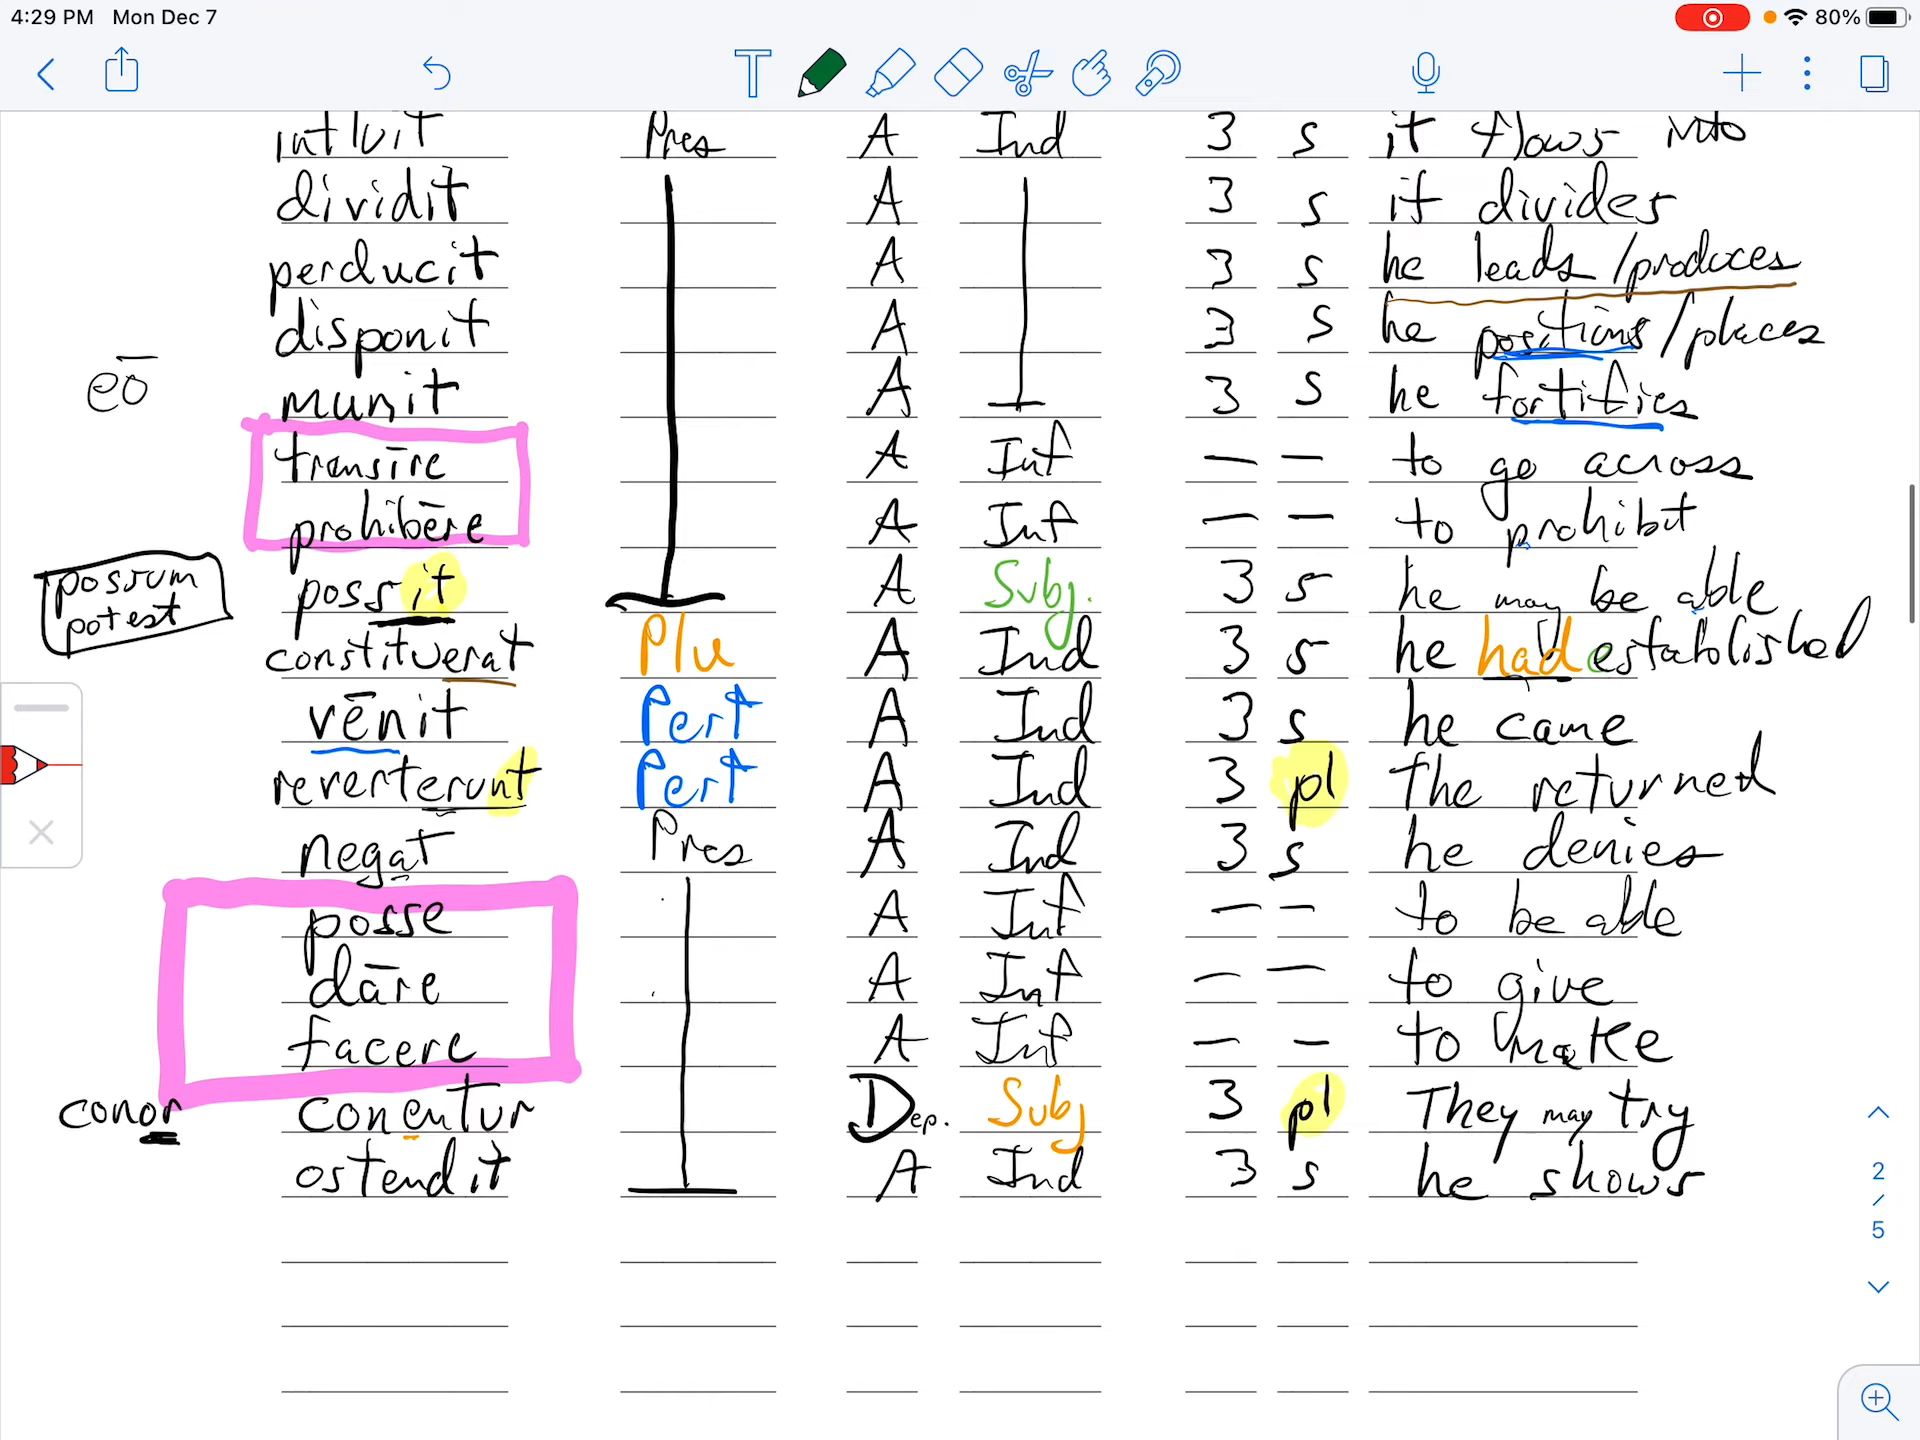 4:29 PM Mon Dec 7 80%
T
influit Pres A Ind 3 s it flows into
dividit A 3 s it divides
perducit A 3 s he leads / produces
disponit A 3 s he positions / places
eō
munit A 3 s he fortifies
transīre A Inf — — to go across
prohibēre A Inf — — to prohibit
possum
potest
possit A Subj. 3 s he may be able
constituerat Plu A Ind 3 s he had established
vēnit Perf A Ind 3 s he came
reverterunt Perf A Ind 3 pl The returned
negat Pres A Ind 3 s he denies
posse A Inf — — to be able
dāre A Inf — — to give
facere A Inf — — to make
conor conentur Dep. Subj 3 pl They may try
ostendit A Ind 3 s he shows
2
/
5